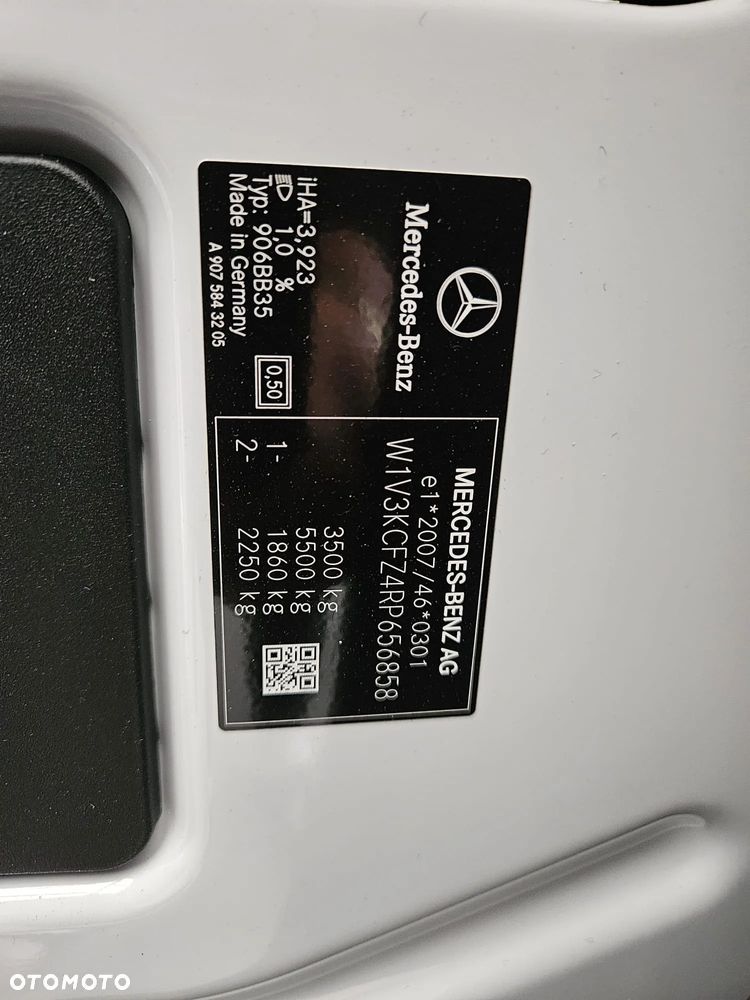 Mercedes-Benz
iHA=3,923
1,0 %
Typ: 906BB35
Made in Germany
A 907 584 32 05
0,50
MERCEDES-BENZ AG
e1*2007/46*0301
W1V3KCFZ4RP656858
3500 kg
5500 kg
1- 1860 kg
2- 2250 kg
OTOMOTO